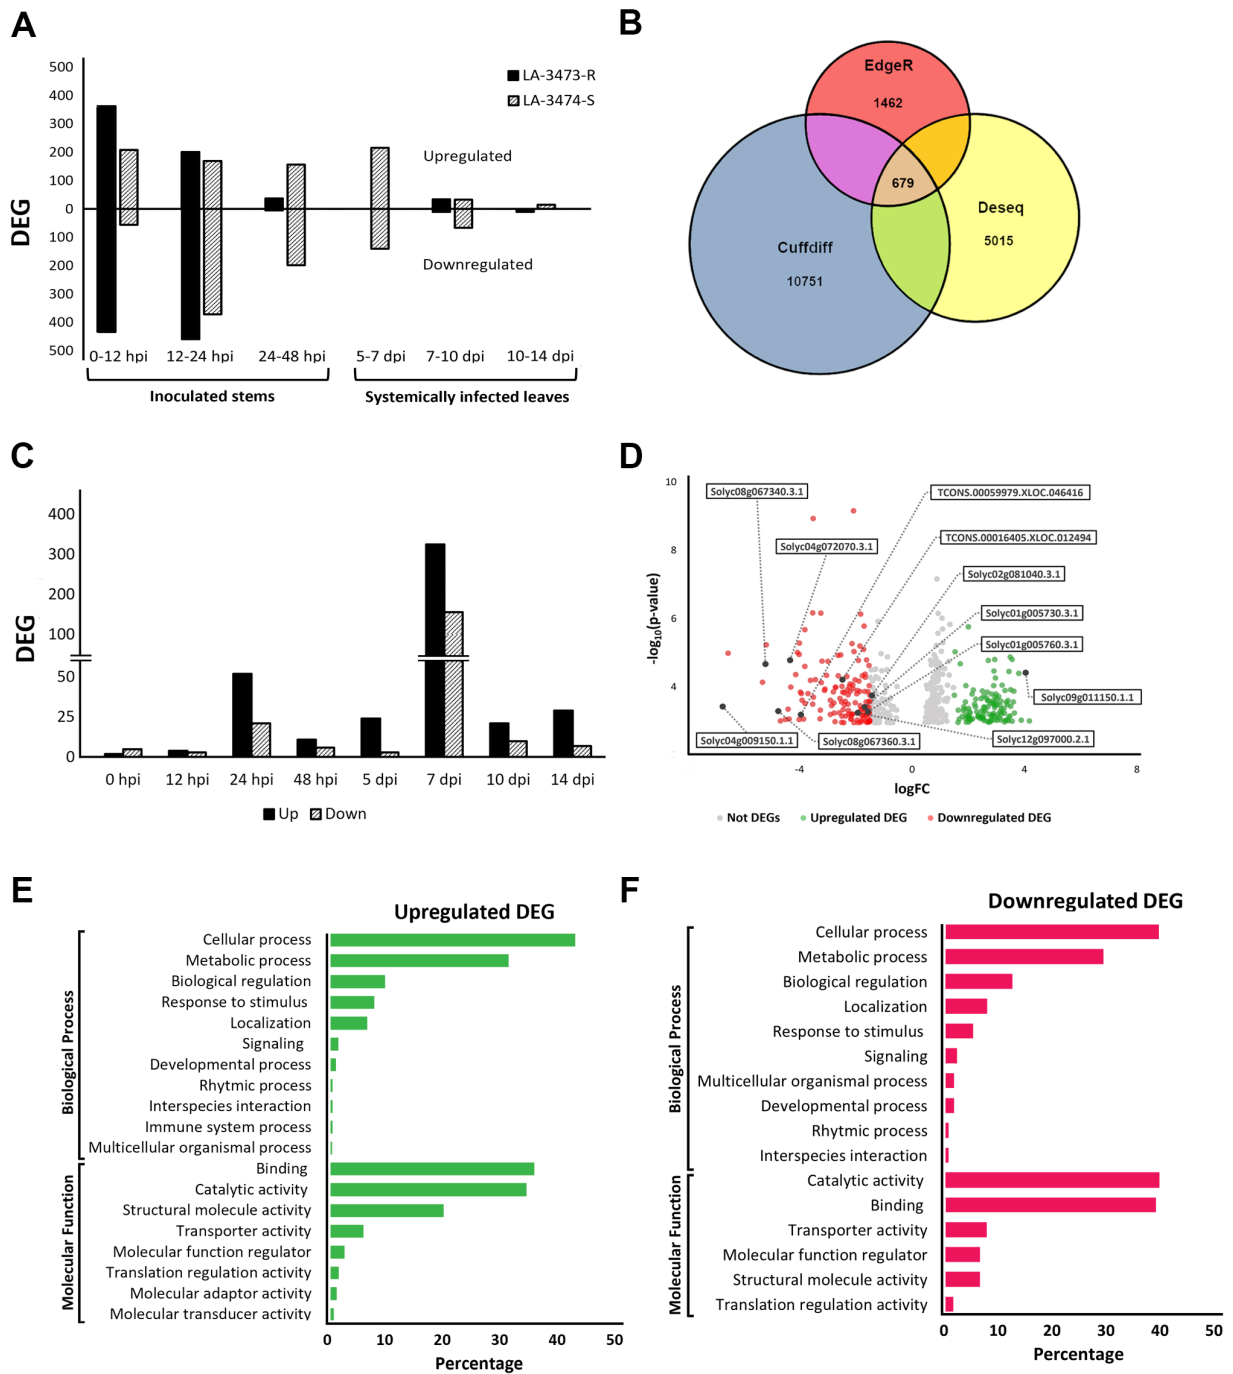 A
500
400
300
200
100
0
100
200
300
400
500
DEG
LA-3473-R
LA-3474-S
Upregulated
Downregulated
0-12 hpi 12-24 hpi 24-48 hpi 5-7 dpi 7-10 dpi 10-14 dpi
Inoculated stems Systemically infected leaves
B
EdgeR
1462
679
Deseq
5015
Cuffdiff
10751
C
400
300
200
100
50
25
0
DEG
0 hpi 12 hpi 24 hpi 48 hpi 5 dpi 7 dpi 10 dpi 14 dpi
Up Down
D
10
8
6
4
-log10(p-value)
Solyc08g067340.3.1
TCONS.00059979.XLOC.046416
Solyc04g072070.3.1
TCONS.00016405.XLOC.012494
Solyc02g081040.3.1
Solyc01g005730.3.1
Solyc01g005760.3.1
Solyc09g011150.1.1
Solyc04g009150.1.1
Solyc08g067360.3.1
Solyc12g097000.2.1
-4 0 4 8
logFC
Not DEGs Upregulated DEG Downregulated DEG
E
Upregulated DEG
Biological Process
Cellular process
Metabolic process
Biological regulation
Response to stimulus
Localization
Signaling
Developmental process
Rhytmic process
Interspecies interaction
Immune system process
Multicellular organismal process
Molecular Function
Binding
Catalytic activity
Structural molecule activity
Transporter activity
Molecular function regulator
Translation regulation activity
Molecular adaptor activity
Molecular transducer activity
0 10 20 30 40 50
Percentage
F
Downregulated DEG
Biological Process
Cellular process
Metabolic process
Biological regulation
Localization
Response to stimulus
Signaling
Multicellular organismal process
Developmental process
Rhytmic process
Interspecies interaction
Molecular Function
Catalytic activity
Binding
Transporter activity
Molecular function regulator
Structural molecule activity
Translation regulation activity
0 10 20 30 40 50
Percentage